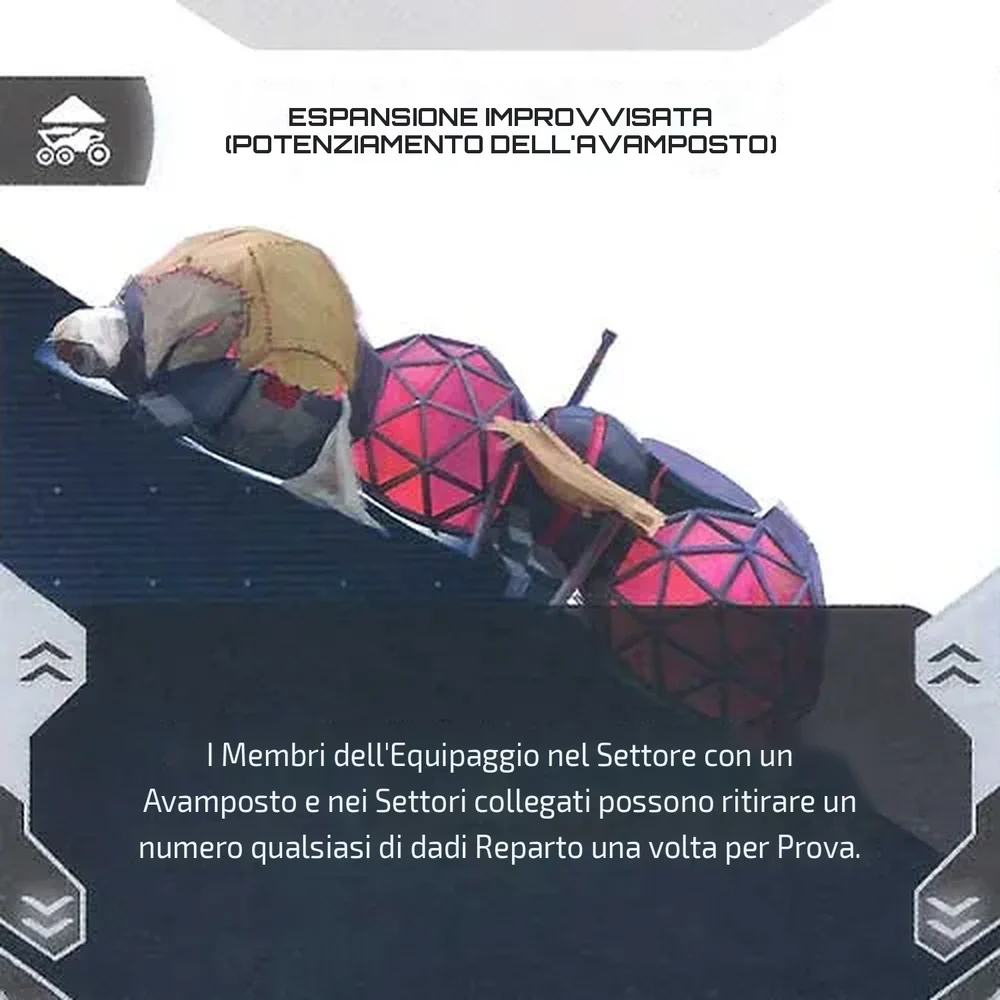 ESPANSIONE IMPROVVISATA
(POTENZIAMENTO DELL'AVAMPOSTO)
I Membri dell'Equipaggio nel Settore con un
Avamposto e nei Settori collegati possono ritirare un
numero qualsiasi di dadi Reparto una volta per Prova.